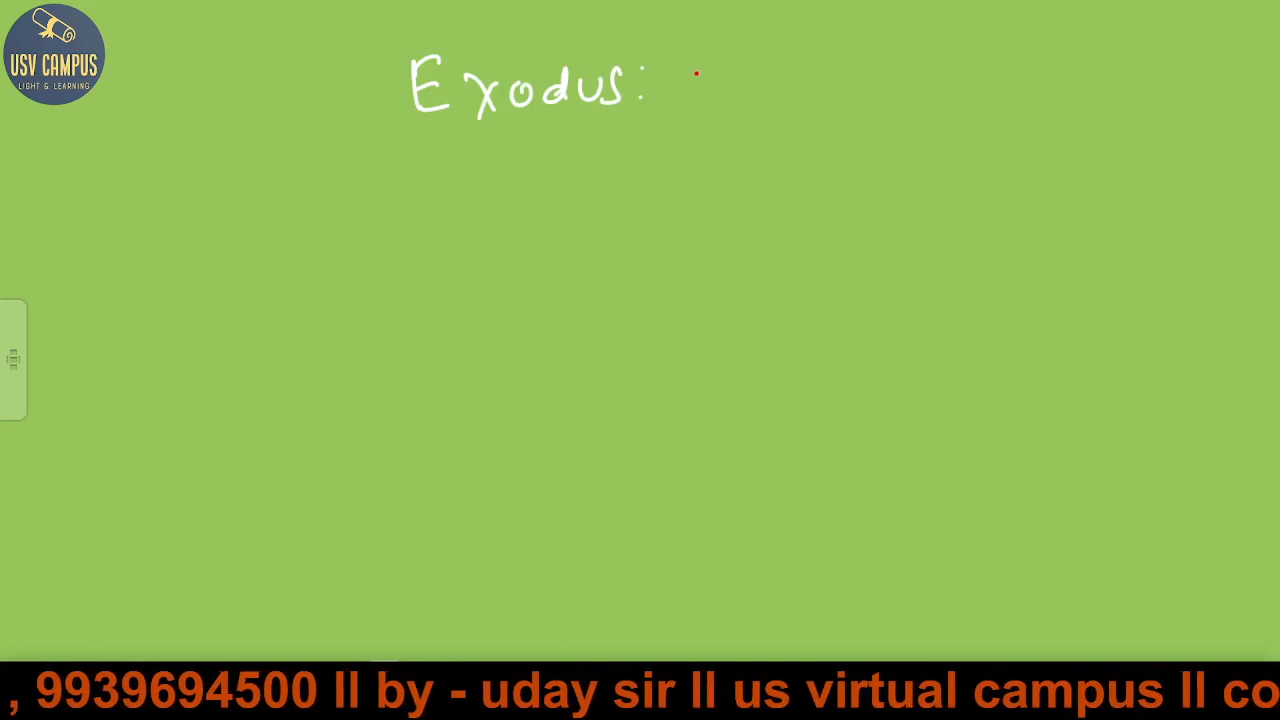 USV CAMPUS
LIGHT & LEARNING
Exodus:
, 9939694500 ll by - uday sir ll us virtual campus ll co